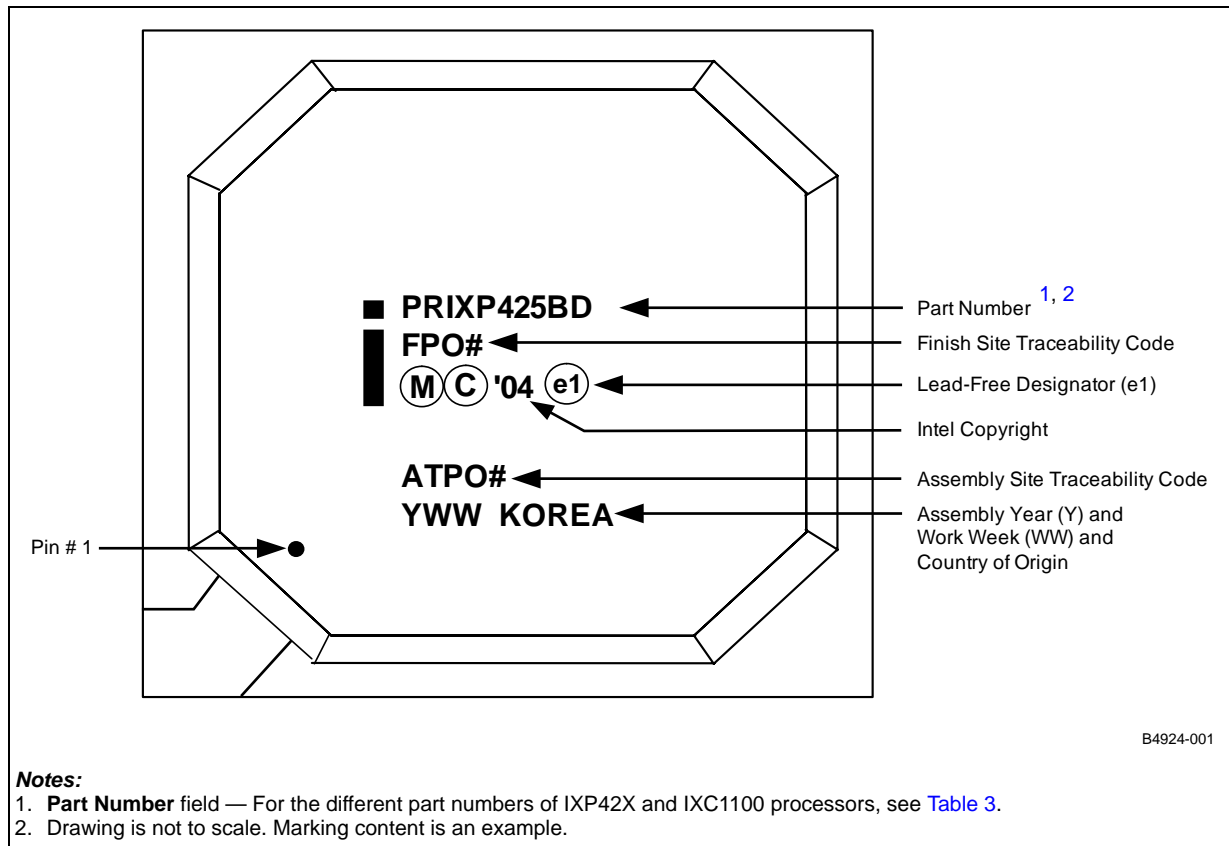 PRIXP425BD
FPO#
M C '04 e1
ATPO#
YWW KOREA
Pin # 1
Part Number 1, 2
Finish Site Traceability Code
Lead-Free Designator (e1)
Intel Copyright
Assembly Site Traceability Code
Assembly Year (Y) and
Work Week (WW) and
Country of Origin
B4924-001
Notes:
1. Part Number field — For the different part numbers of IXP42X and IXC1100 processors, see Table 3.
2. Drawing is not to scale. Marking content is an example.